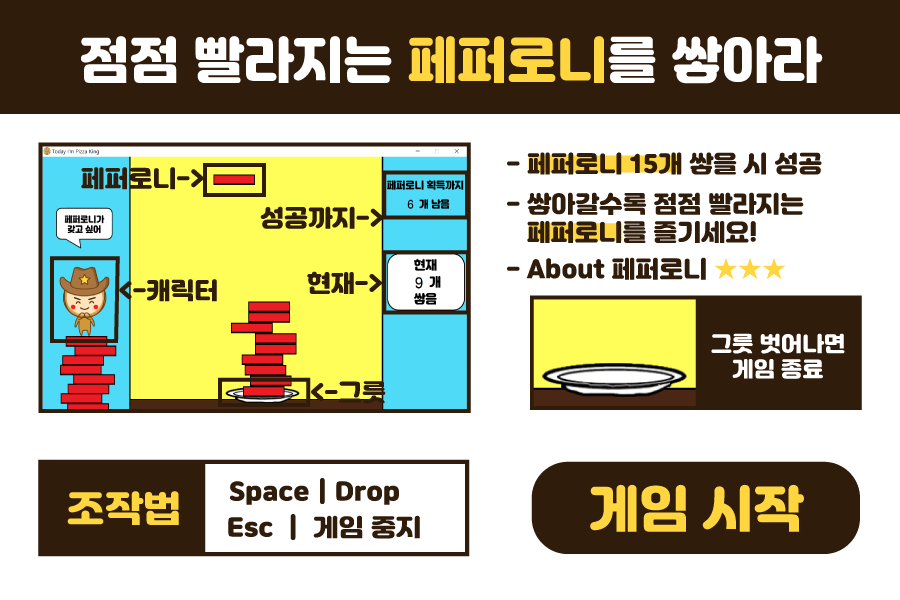 점점 빨라지는 페퍼로니를 쌓아라
Today I'm Pizza King
페퍼로니->
페퍼로니 획득까지
6 개 남음
성공까지->
페퍼로니가
갖고 싶어
<-캐릭터
현재->
현재
9 개
쌓음
<-그릇
- 페퍼로니 15개 쌓을 시 성공
- 쌓아갈수록 점점 빨라지는
페퍼로니를 즐기세요!
- About 페퍼로니 ★★★
그릇 벗어나면
게임 종료
조작법
Space | Drop
Esc | 게임 중지
게임 시작